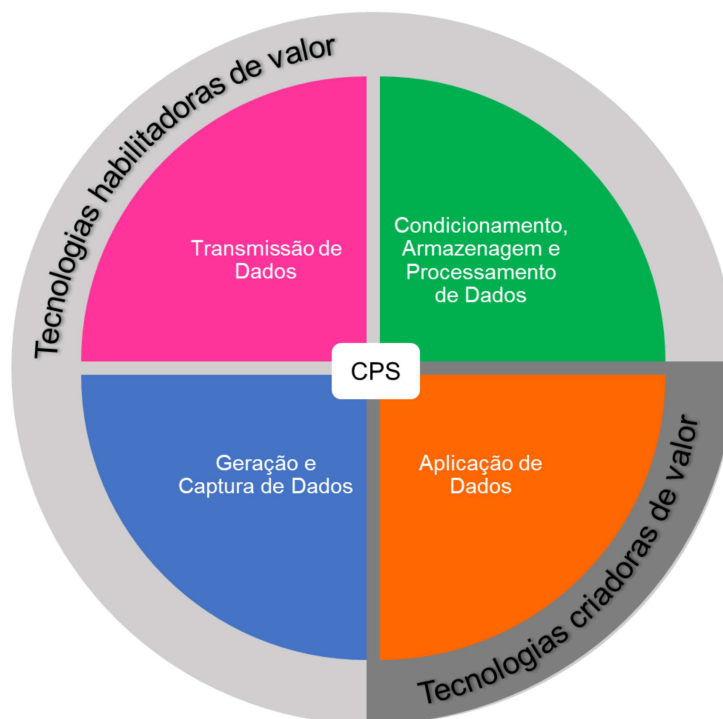 Tecnologias habilitadoras de valor
Transmissão de
Dados
Condicionamento,
Armazenagem e
Processamento
de Dados
CPS
Geração e
Captura de Dados
Aplicação de
Dados
Tecnologias criadoras de valor